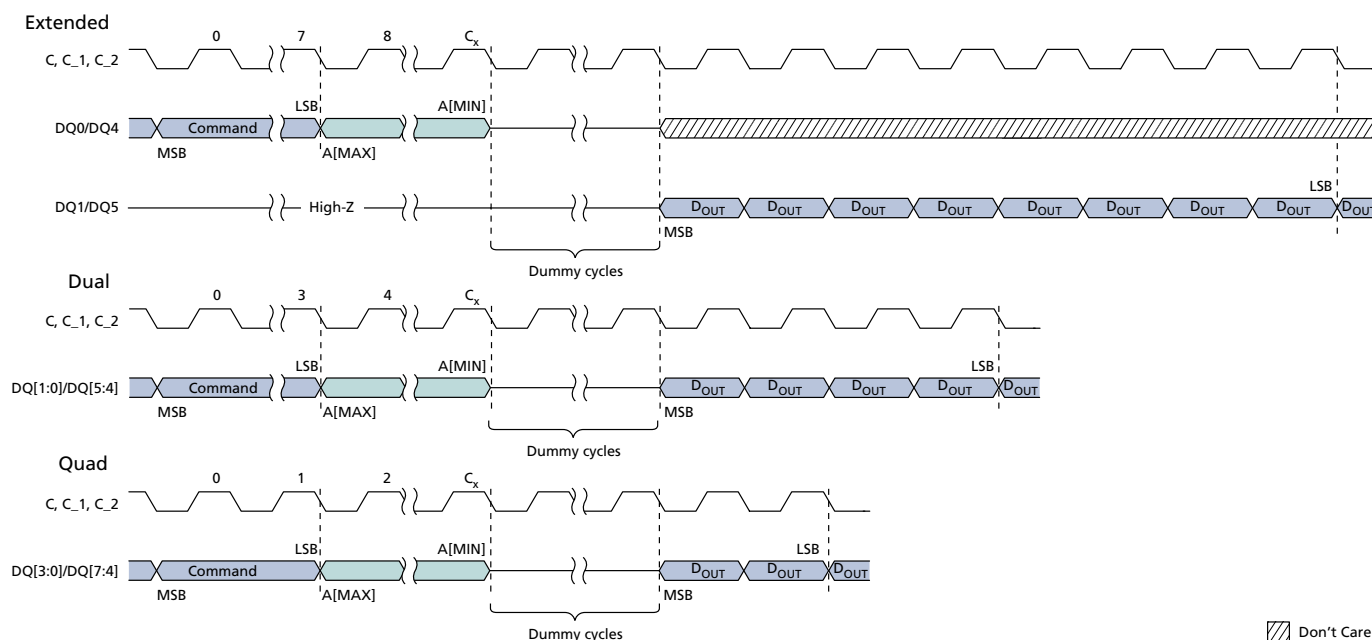 Extended
0 7 8 Cx
C, C_1, C_2
LSB A[MIN]
DQ0/DQ4 Command
MSB A[MAX]
LSB
DQ1/DQ5 High-Z DOUT DOUT DOUT DOUT DOUT DOUT DOUT DOUT DOUT
MSB
Dummy cycles
Dual
0 3 4 Cx
C, C_1, C_2
LSB A[MIN] LSB
DQ[1:0]/DQ[5:4] Command DOUT DOUT DOUT DOUT DOUT
MSB A[MAX] MSB
Dummy cycles
Quad
0 1 2 Cx
C, C_1, C_2
LSB A[MIN] LSB
DQ[3:0]/DQ[7:4] Command DOUT DOUT DOUT
MSB A[MAX] MSB
Dummy cycles
Don't Care